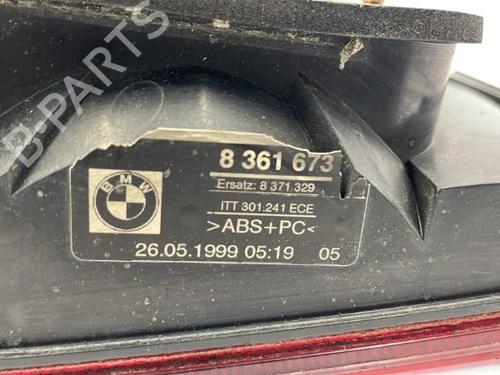 B-PARTS
BMW
8 361 673
Ersatz: 8 371 329
ITT 301.241 ECE
>ABS+PC<
26.05.1999 05:19 05